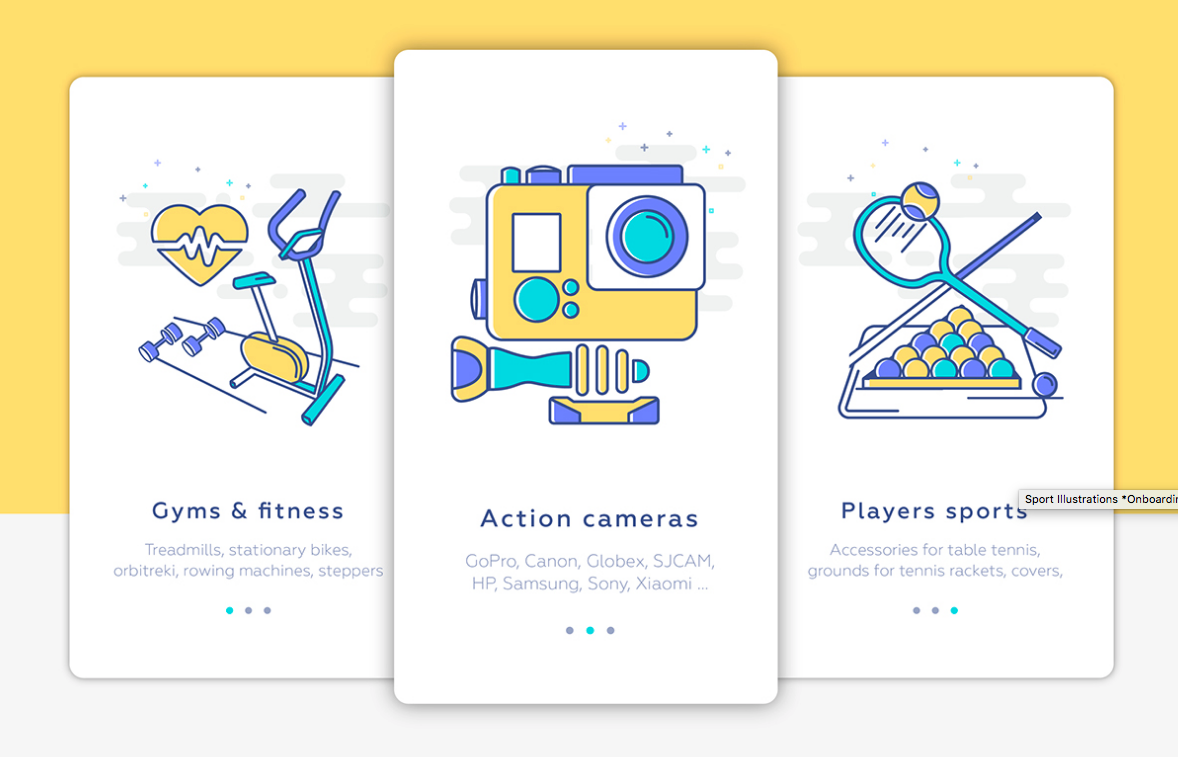 Gyms & fitness
Treadmills, stationary bikes,
orbitreki, rowing machines, steppers
Action cameras
GoPro, Canon, Globex, SJCAM,
HP, Samsung, Sony, Xiaomi ...
Players sports
Accessories for table tennis,
grounds for tennis rackets, covers,
Sport Illustrations *Onboardin